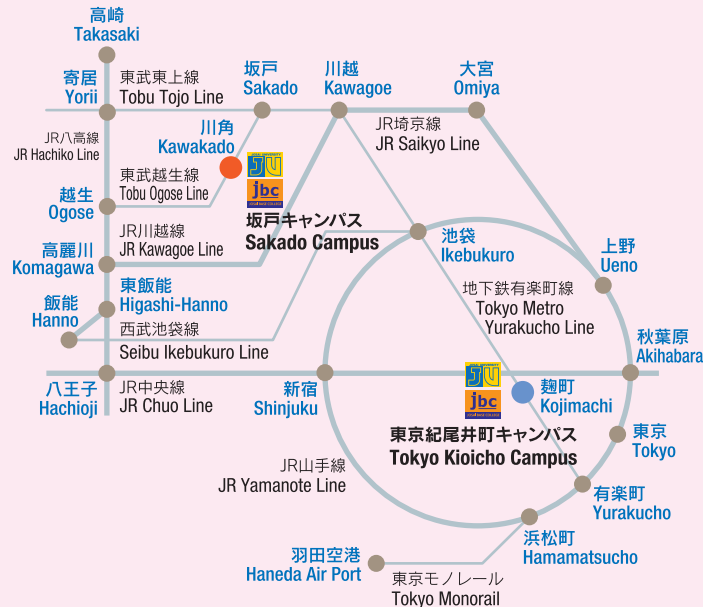 高崎
Takasaki
寄居
Yorii
東武東上線
Tobu Tojo Line
坂戸
Sakado
川越
Kawagoe
大宮
Omiya
JR八高線
JR Hachiko Line
川角
Kawakado
JR埼京線
JR Saikyo Line
東武越生線
Tobu Ogose Line
JU
jbc
越生
Ogose
坂戸キャンパス
Sakado Campus
JR川越線
JR Kawagoe Line
高麗川
Komagawa
池袋
Ikebukuro
上野
Ueno
東飯能
Higashi-Hanno
飯能
Hanno
地下鉄有楽町線
Tokyo Metro
Yurakucho Line
西武池袋線
Seibu Ikebukuro Line
秋葉原
Akihabara
八王子
Hachioji
JR中央線
JR Chuo Line
新宿
Shinjuku
JU
jbc
麹町
Kojimachi
東京紀尾井町キャンパス
Tokyo Kioicho Campus
東京
Tokyo
JR山手線
JR Yamanote Line
有楽町
Yurakucho
浜松町
Hamamatsucho
羽田空港
Haneda Air Port
東京モノレール
Tokyo Monorail